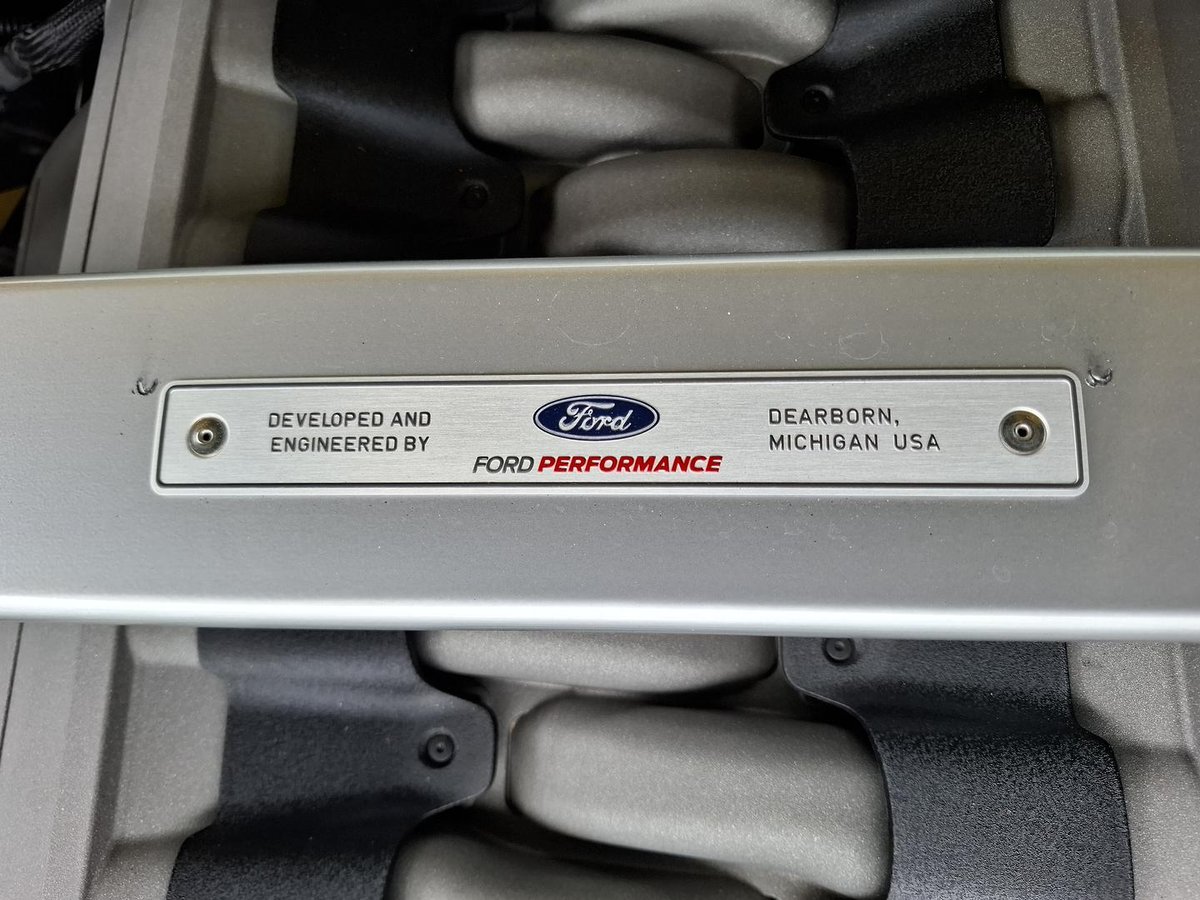 DEVELOPED AND
ENGINEERED BY
Ford
FORD PERFORMANCE
DEARBORN,
MICHIGAN USA